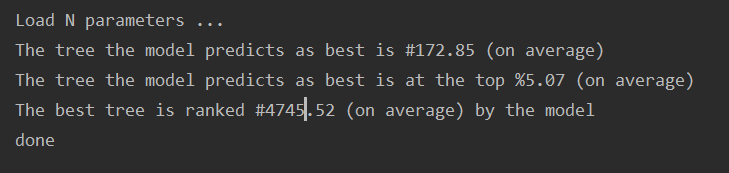 Load N parameters ...
The tree the model predicts as best is #172.85 (on average)
The tree the model predicts as best is at the top %5.07 (on average)
The best tree is ranked #4745.52 (on average) by the model
done